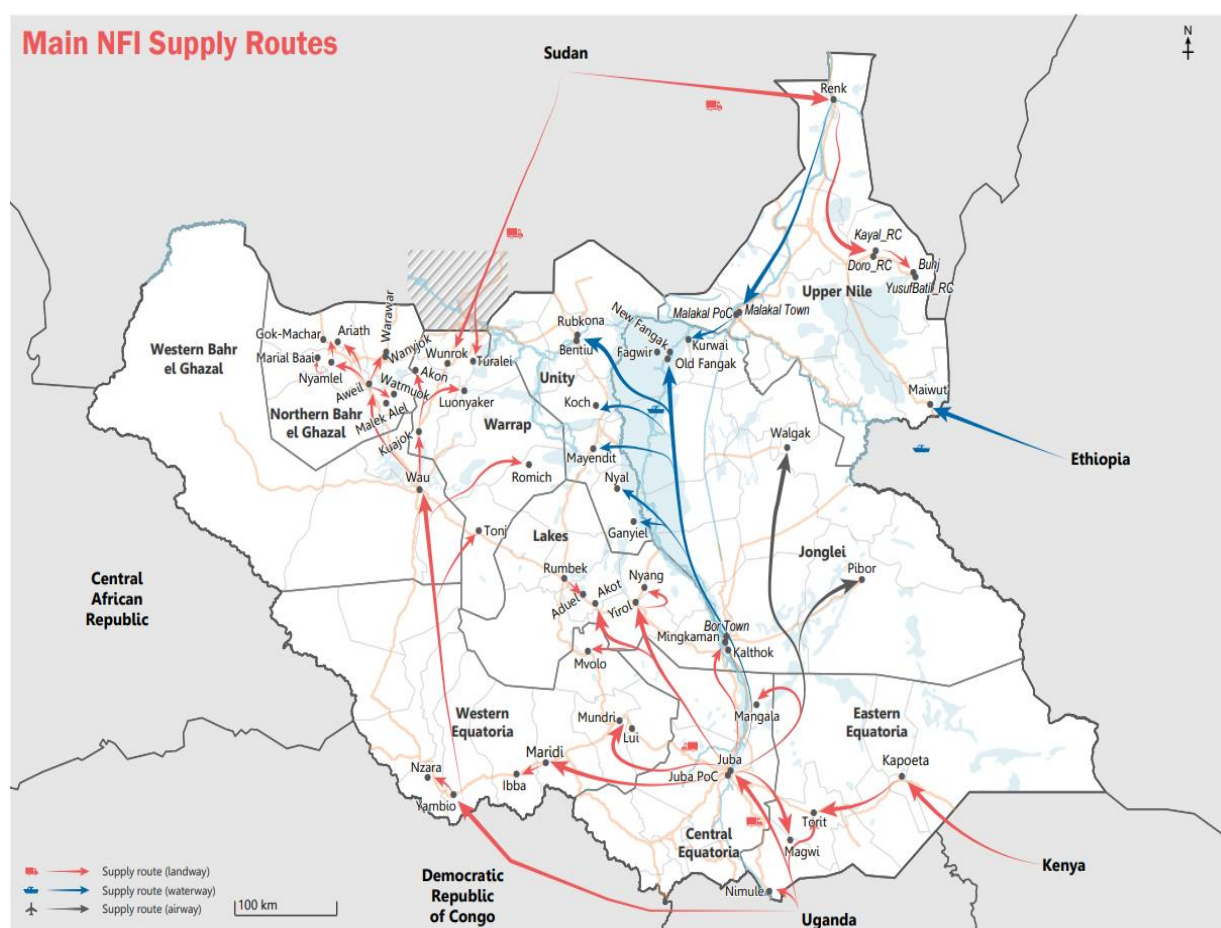 Main NFI Supply Routes
N
Sudan
Renk
Kayal_RC
Doro_RC
Bunj
YusufBatil_RC
Upper Nile
Malakal PoC
Malakal Town
New Fangak
Kurwai
Fagwir
Old Fangak
Rubkona
Bentiu
Unity
Koch
Mayendit
Nyal
Ganyiel
Maiwut
Ethiopia
Walgak
Jonglei
Pibor
Western Bahr
el Ghazal
Gok-Machar
Ariath
Warawar
Wanyjok
Marial Baai
Nyamlel
Aweil
Watmuok
Malek Alel
Northern Bahr
el Ghazal
Wunrok
Turalei
Akon
Luonyaker
Warrap
Kuajok
Wau
Romich
Tonj
Lakes
Rumbek
Aduel
Akot
Nyang
Yirol
Bor Town
Mingkaman
Kalthok
Mvolo
Central
African
Republic
Western
Equatoria
Mundri
Lui
Maridi
Ibba
Nzara
Yambio
Mangala
Juba
Juba PoC
Eastern
Equatoria
Kapoeta
Torit
Magwi
Central
Equatoria
Nimule
Kenya
Uganda
Democratic
Republic
of Congo
Supply route (landway)
Supply route (waterway)
Supply route (airway)
100 km